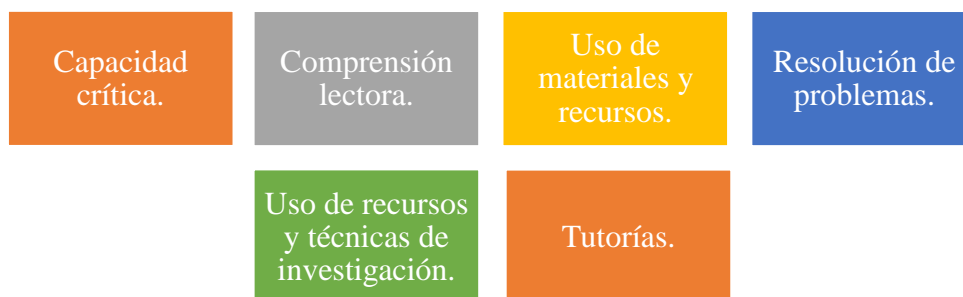 Capacidad
crítica.
Comprensión
lectora.
Uso de
materiales y
recursos.
Resolución de
problemas.
Uso de recursos
y técnicas de
investigación.
Tutorías.